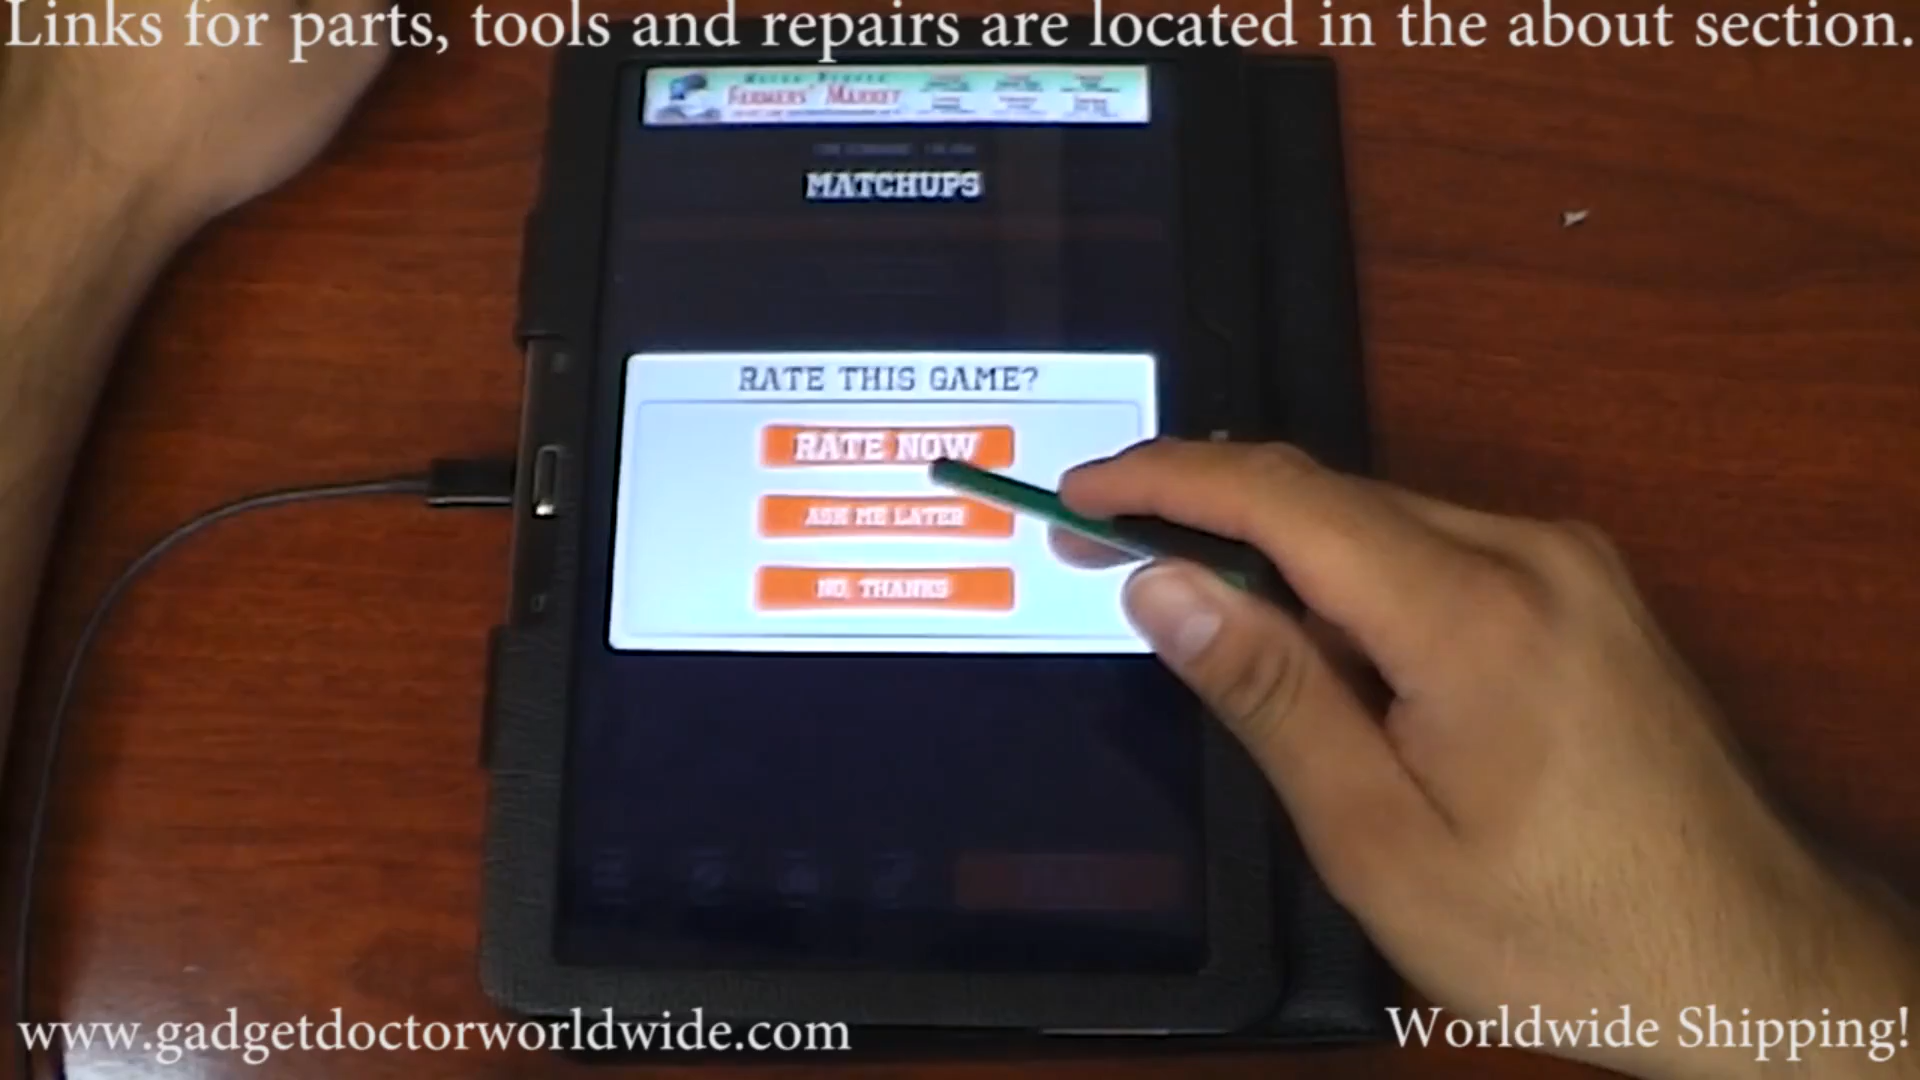 Links for parts, tools and repairs are located in the about section.
FARMERS' MARKET
MATCHUPS
RATE THIS GAME?
RATE NOW
ASK ME LATER
NO, THANKS
www.gadgetdoctorworldwide.com
Worldwide Shipping!